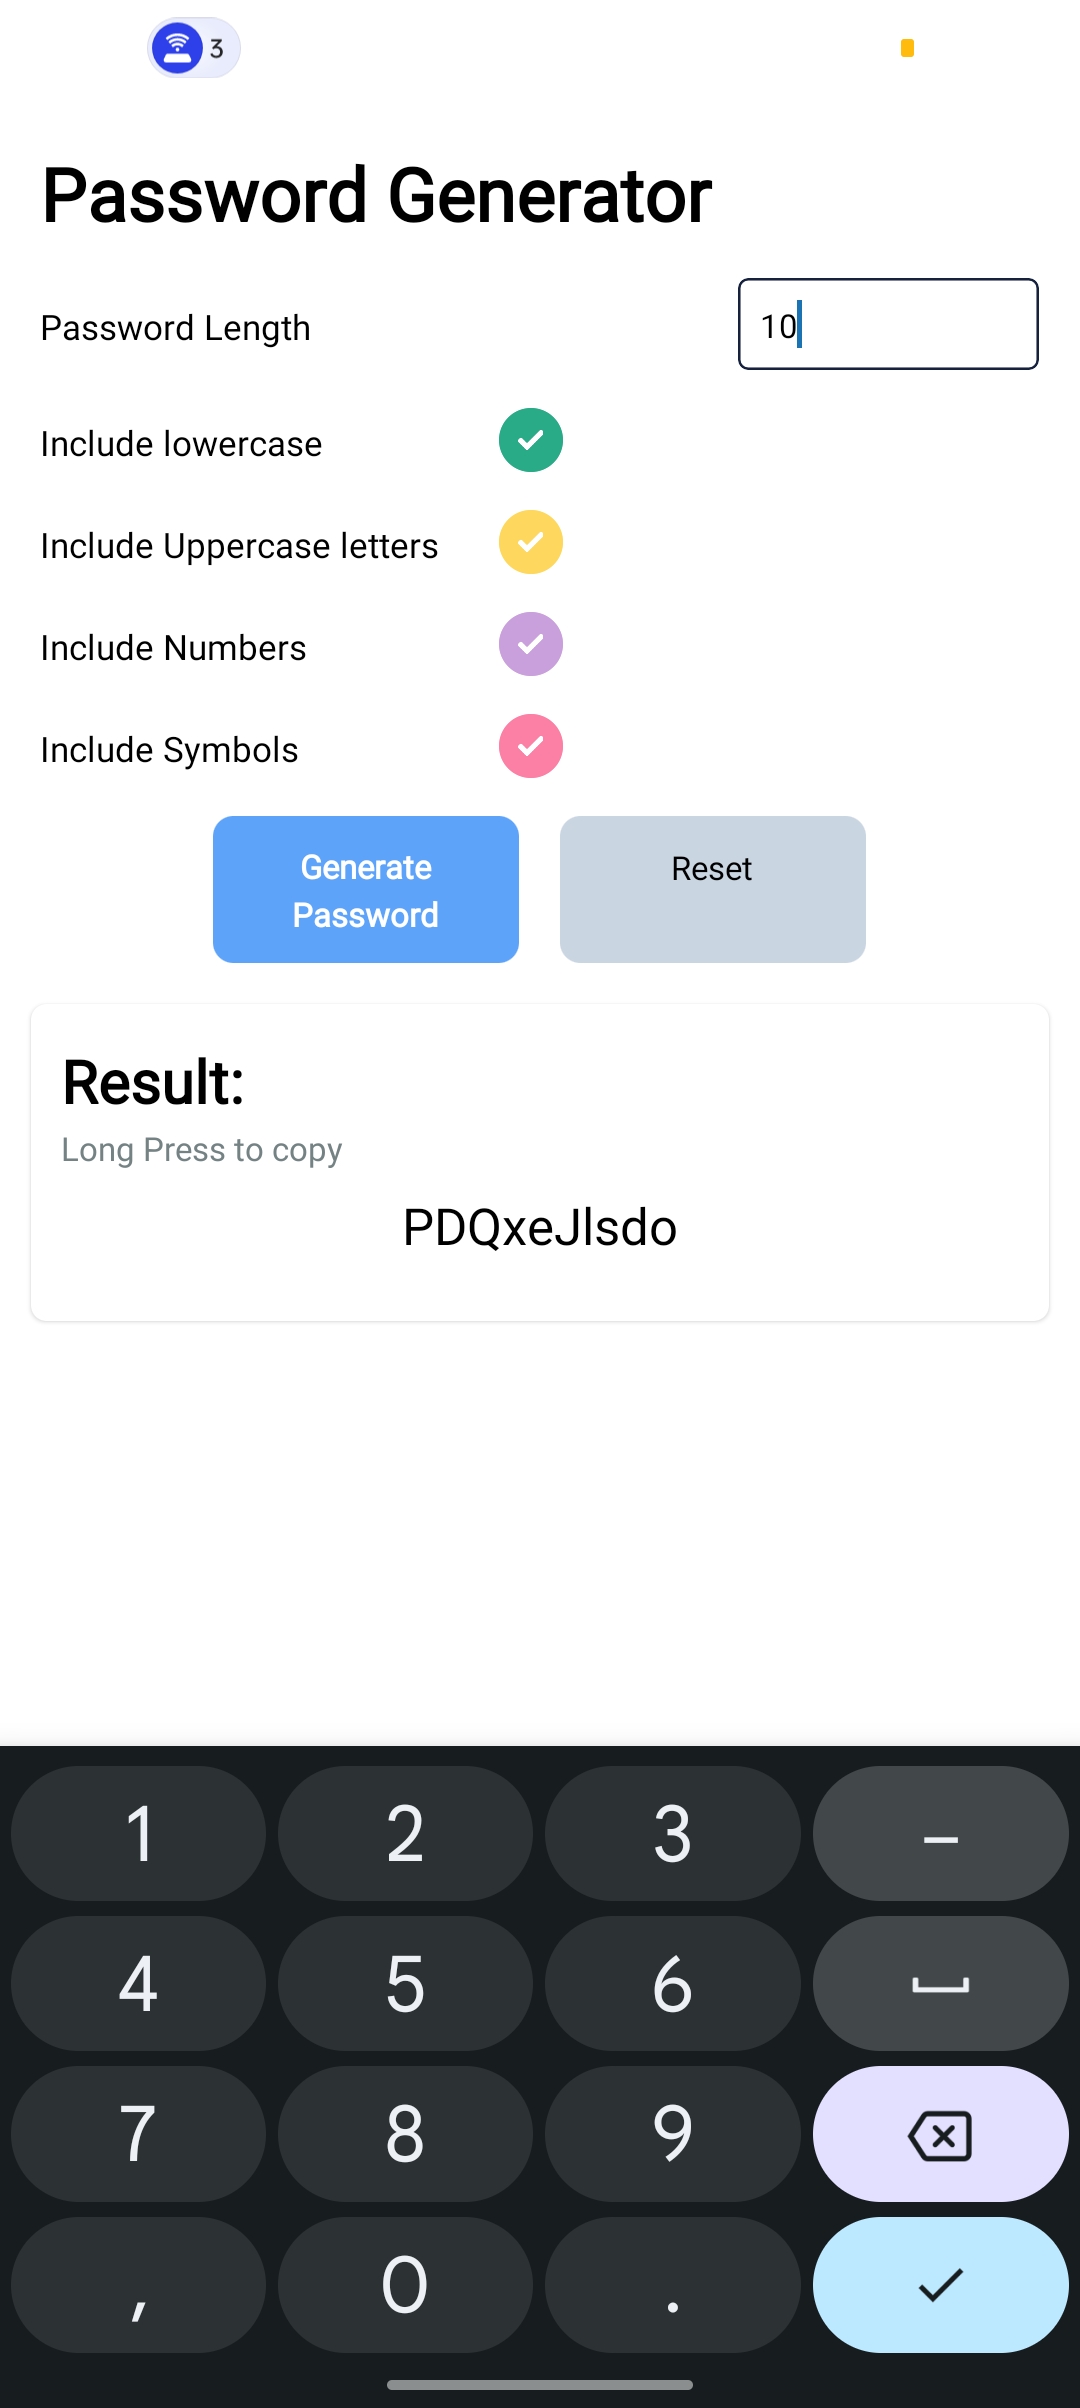 3
Password Generator
Password Length
10
Include lowercase
Include Uppercase letters
Include Numbers
Include Symbols
Generate
Password
Reset
Result:
Long Press to copy
PDQxeJlsdo
1 2 3 –
4 5 6
7 8 9
, 0 .